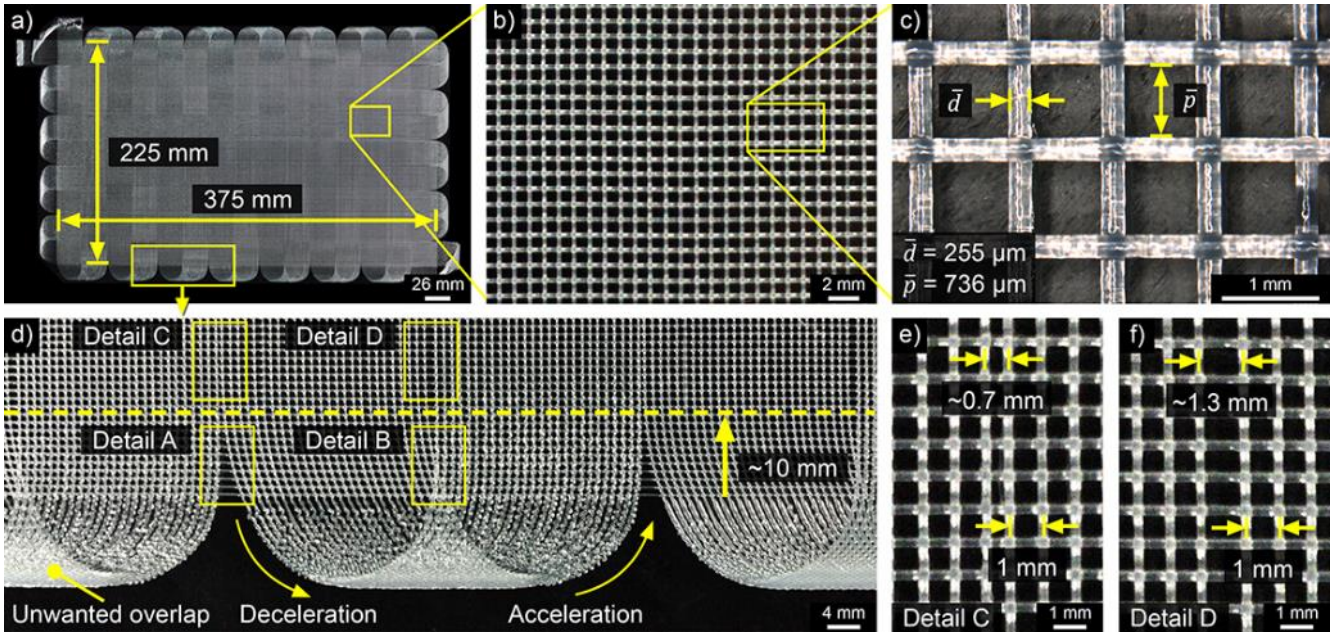 a)
225 mm
375 mm
26 mm
b)
2 mm
c)
d̄
p̄
d̄ = 255 µm
p̄ = 736 µm
1 mm
d)
Detail C
Detail D
Detail A
Detail B
~10 mm
Unwanted overlap
Deceleration
Acceleration
4 mm
e)
~0.7 mm
1 mm
Detail C
1 mm
f)
~1.3 mm
1 mm
Detail D
1 mm